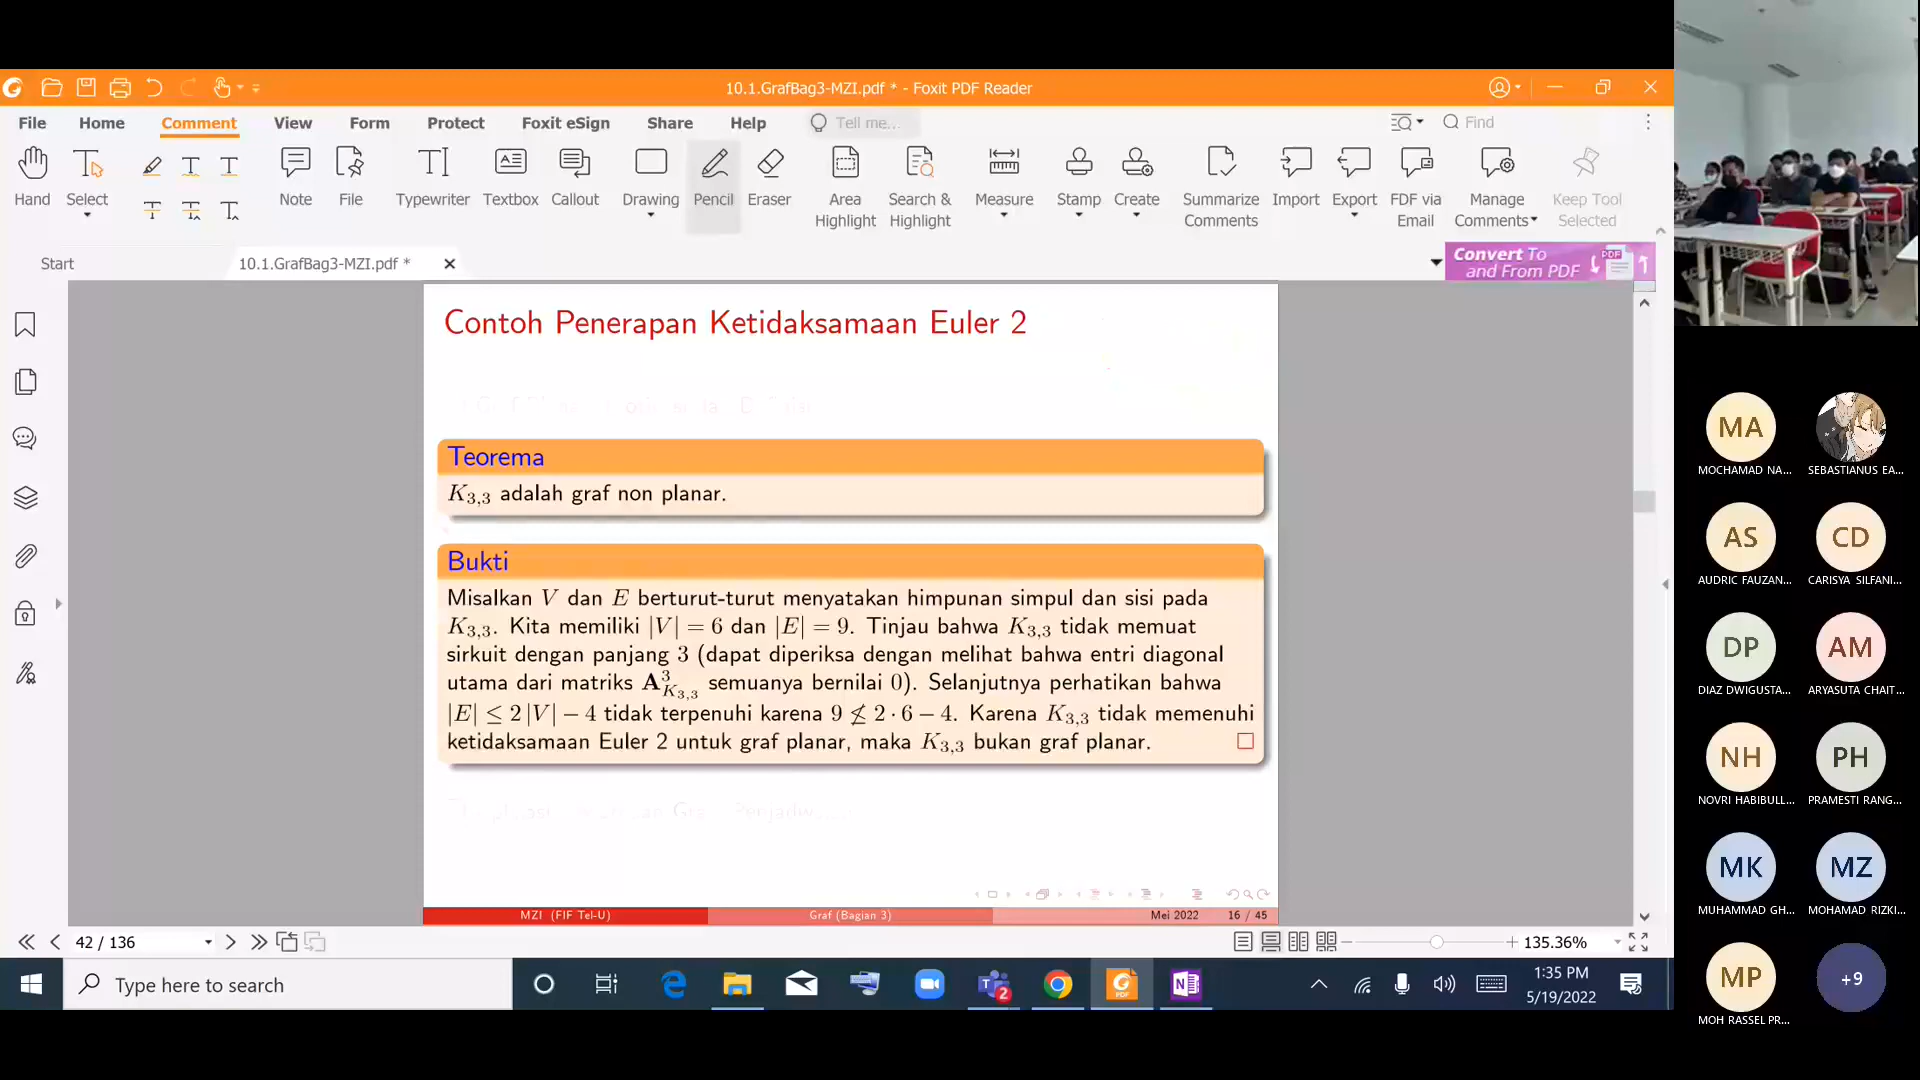 10.1.GrafBag3-MZI.pdf * - Foxit PDF Reader
File Home Comment View Form Protect Foxit eSign Share Help Tell me... Find
Hand Select Note File Typewriter Textbox Callout Drawing Pencil Eraser Area Highlight Search & Highlight Measure Stamp Create Summarize Comments Import Export FDF via Email Manage Comments Keep Tool Selected
Start 10.1.GrafBag3-MZI.pdf *
Convert To and From PDF
Contoh Penerapan Ketidaksamaan Euler 2
Teorema
K3,3 adalah graf non planar.
Bukti
Misalkan V dan E berturut-turut menyatakan himpunan simpul dan sisi pada
K3,3. Kita memiliki |V| = 6 dan |E| = 9. Tinjau bahwa K3,3 tidak memuat
sirkuit dengan panjang 3 (dapat diperiksa dengan melihat bahwa entri diagonal
utama dari matriks A³K3,3 semuanya bernilai 0). Selanjutnya perhatikan bahwa
|E| ≤ 2 |V| − 4 tidak terpenuhi karena 9 ≰ 2 · 6 − 4. Karena K3,3 tidak memenuhi
ketidaksamaan Euler 2 untuk graf planar, maka K3,3 bukan graf planar. □
MZI (FIF Tel-U) Graf (Bagian 3) Mei 2022 16 / 45
42 / 136 135.36%
Type here to search
2
1:35 PM
5/19/2022
MA
MOCHAMAD NA... SEBASTIANUS EA...
AS CD
AUDRIC FAUZAN... CARISYA SILFANI...
DP AM
DIAZ DWIGUSTA... ARYASUTA CHAIT...
NH PH
NOVRI HABIBULL... PRAMESTI RANG...
MK MZ
MUHAMMAD GH... MOHAMAD RIZKI...
MP +9
MOH RASSEL PR...